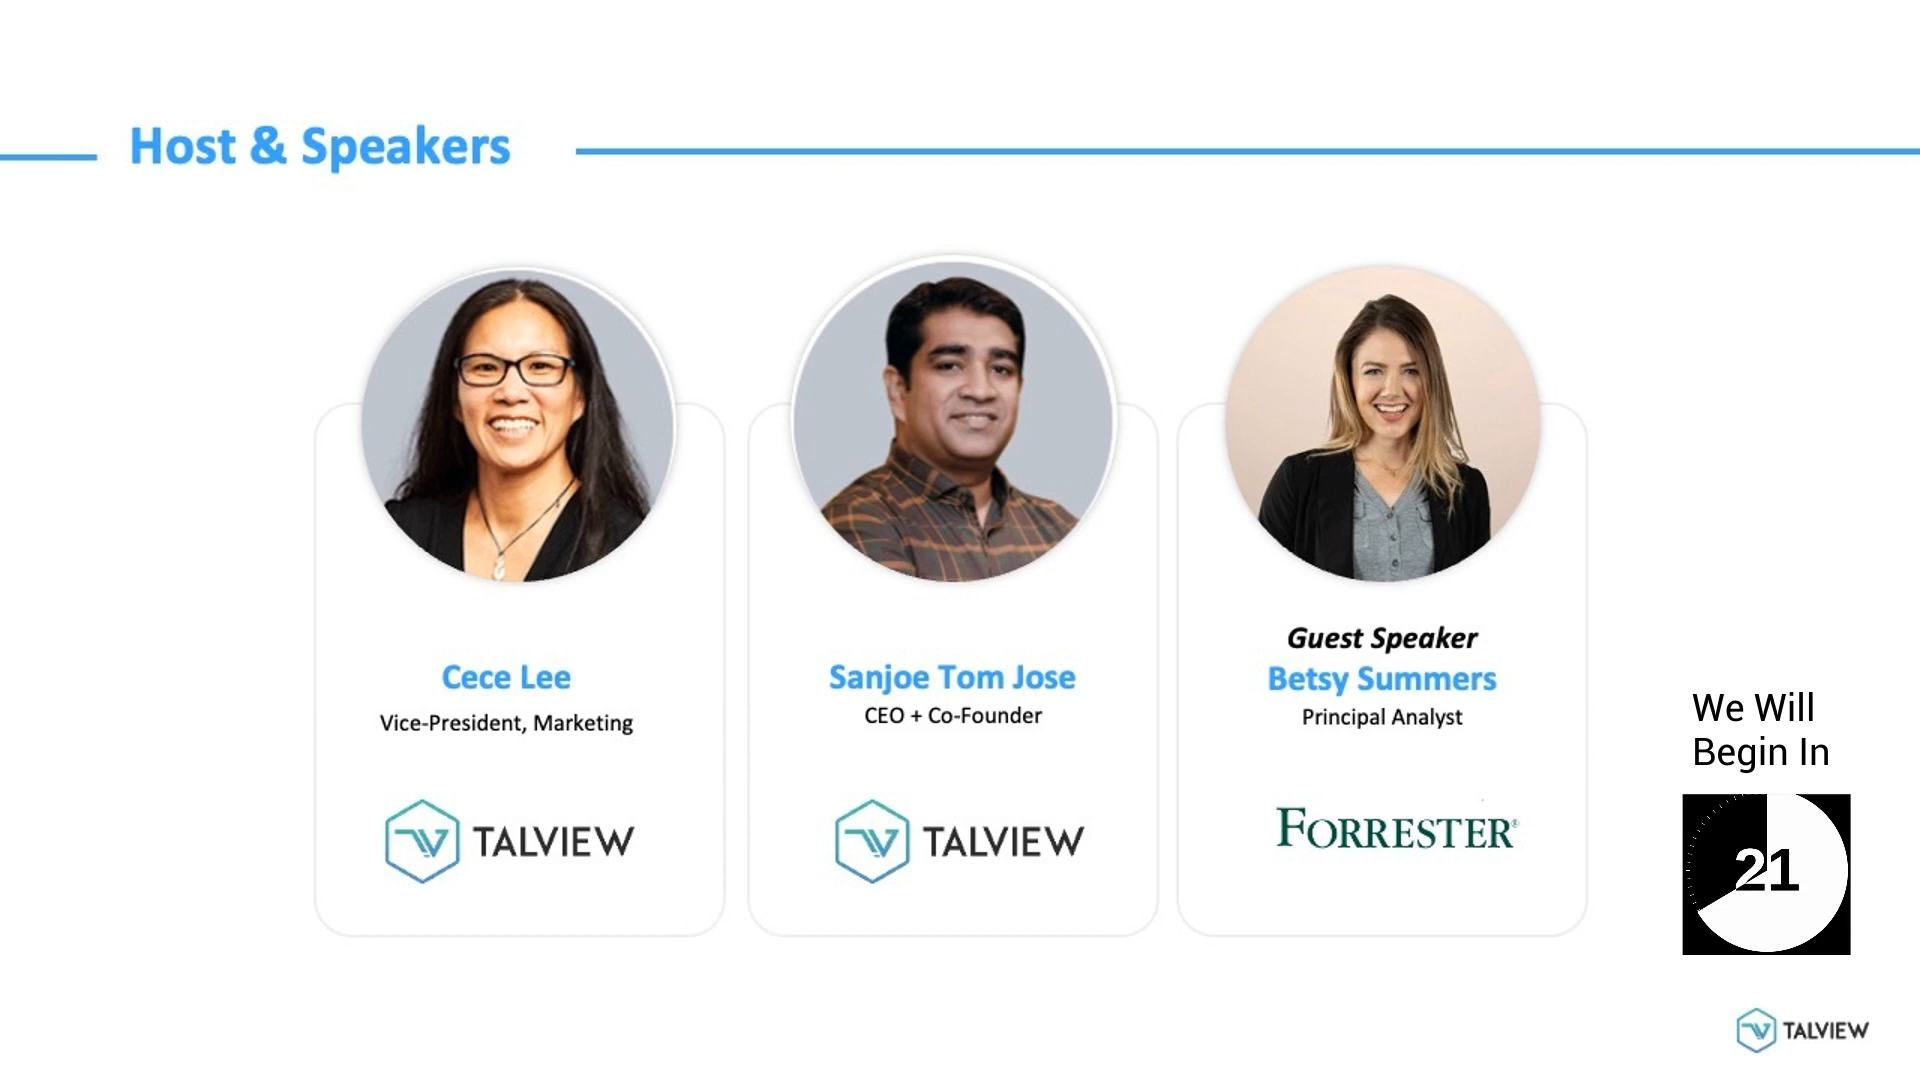 Host & Speakers
Cece Lee
Vice-President, Marketing
TALVIEW
Sanjoe Tom Jose
CEO + Co-Founder
TALVIEW
Guest Speaker
Betsy Summers
Principal Analyst
FORRESTER®
We Will
Begin In
21
TALVIEW